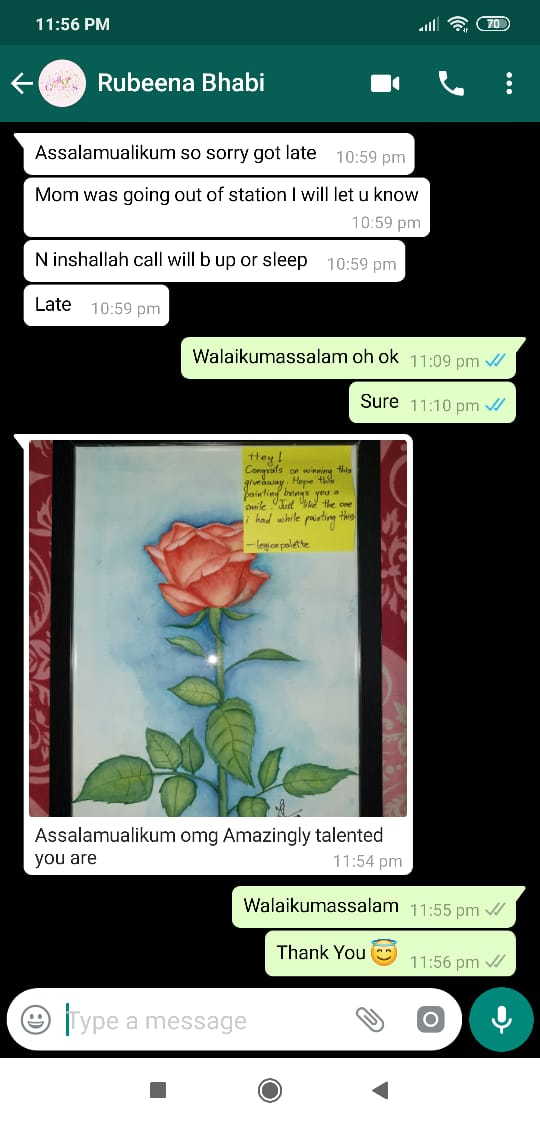 11:56 PM
70
Rubeena Bhabi
Assalamualikum so sorry got late 10:59 pm
Mom was going out of station I will let u know
10:59 pm
N inshallah call will b up or sleep 10:59 pm
Late 10:59 pm
Walaikumassalam oh ok 11:09 pm
Sure 11:10 pm
Hey!
Congrats on winning this
giveaway. Hope this
painting brings you a
smile. Just like the one
i had while painting this
- legionpalette
Assalamualikum omg Amazingly talented
you are 11:54 pm
Walaikumassalam 11:55 pm
Thank You 😇 11:56 pm
Type a message